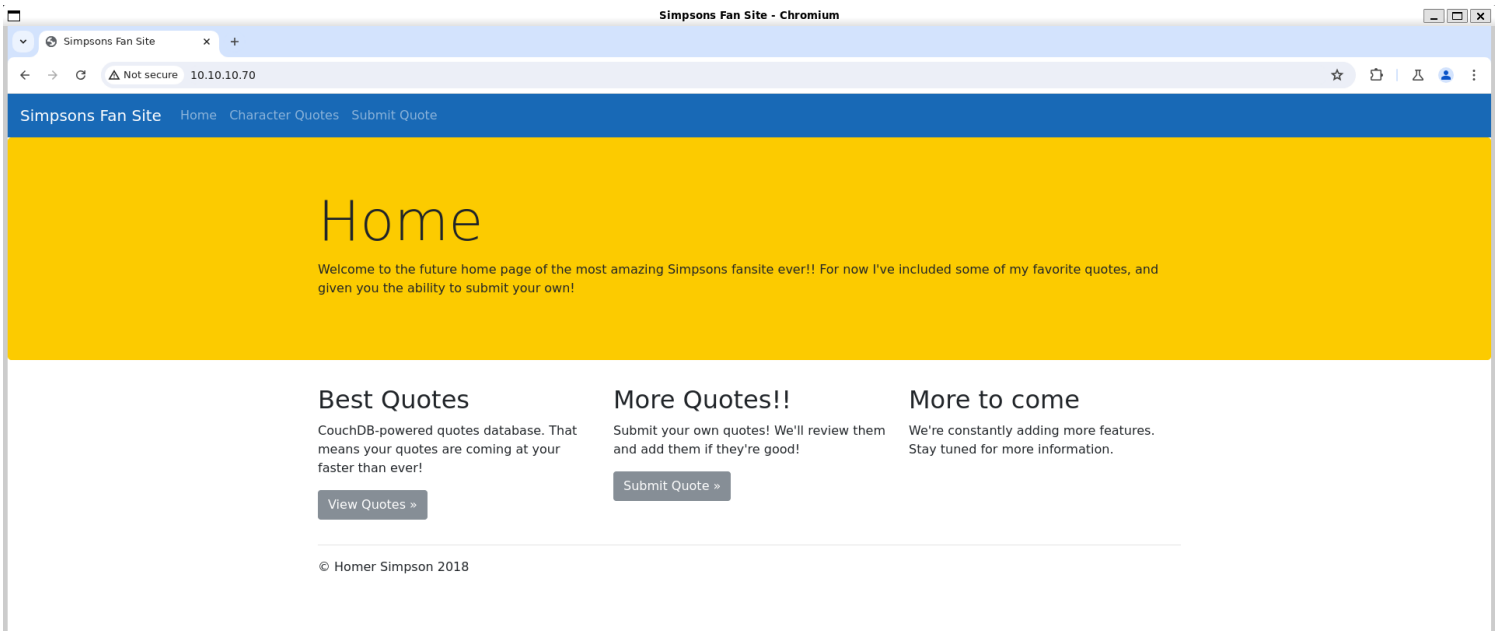 Simpsons Fan Site - Chromium
Simpsons Fan Site
Not secure 10.10.10.70
Simpsons Fan Site Home Character Quotes Submit Quote
Home
Welcome to the future home page of the most amazing Simpsons fansite ever!! For now I've included some of my favorite quotes, and
given you the ability to submit your own!
Best Quotes
CouchDB-powered quotes database. That
means your quotes are coming at your
faster than ever!
View Quotes »
More Quotes!!
Submit your own quotes! We'll review them
and add them if they're good!
Submit Quote »
More to come
We're constantly adding more features.
Stay tuned for more information.
© Homer Simpson 2018